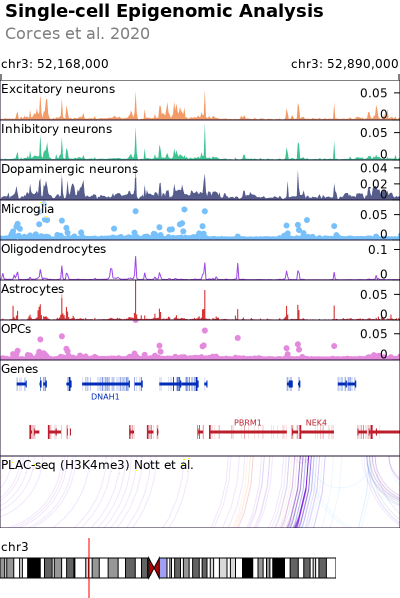 Single-cell Epigenomic Analysis
Corces et al. 2020
chr3: 52,168,000 chr3: 52,890,000
Excitatory neurons 0.05
0
Inhibitory neurons 0.05
0
Dopaminergic neurons 0.04
0.02
0
Microglia 0.05
0
Oligodendrocytes 0.1
0
Astrocytes 0.05
0
OPCs 0.05
0
Genes
DNAH1
PBRM1 NEK4
PLAC-seq (H3K4me3) Nott et al.
chr3